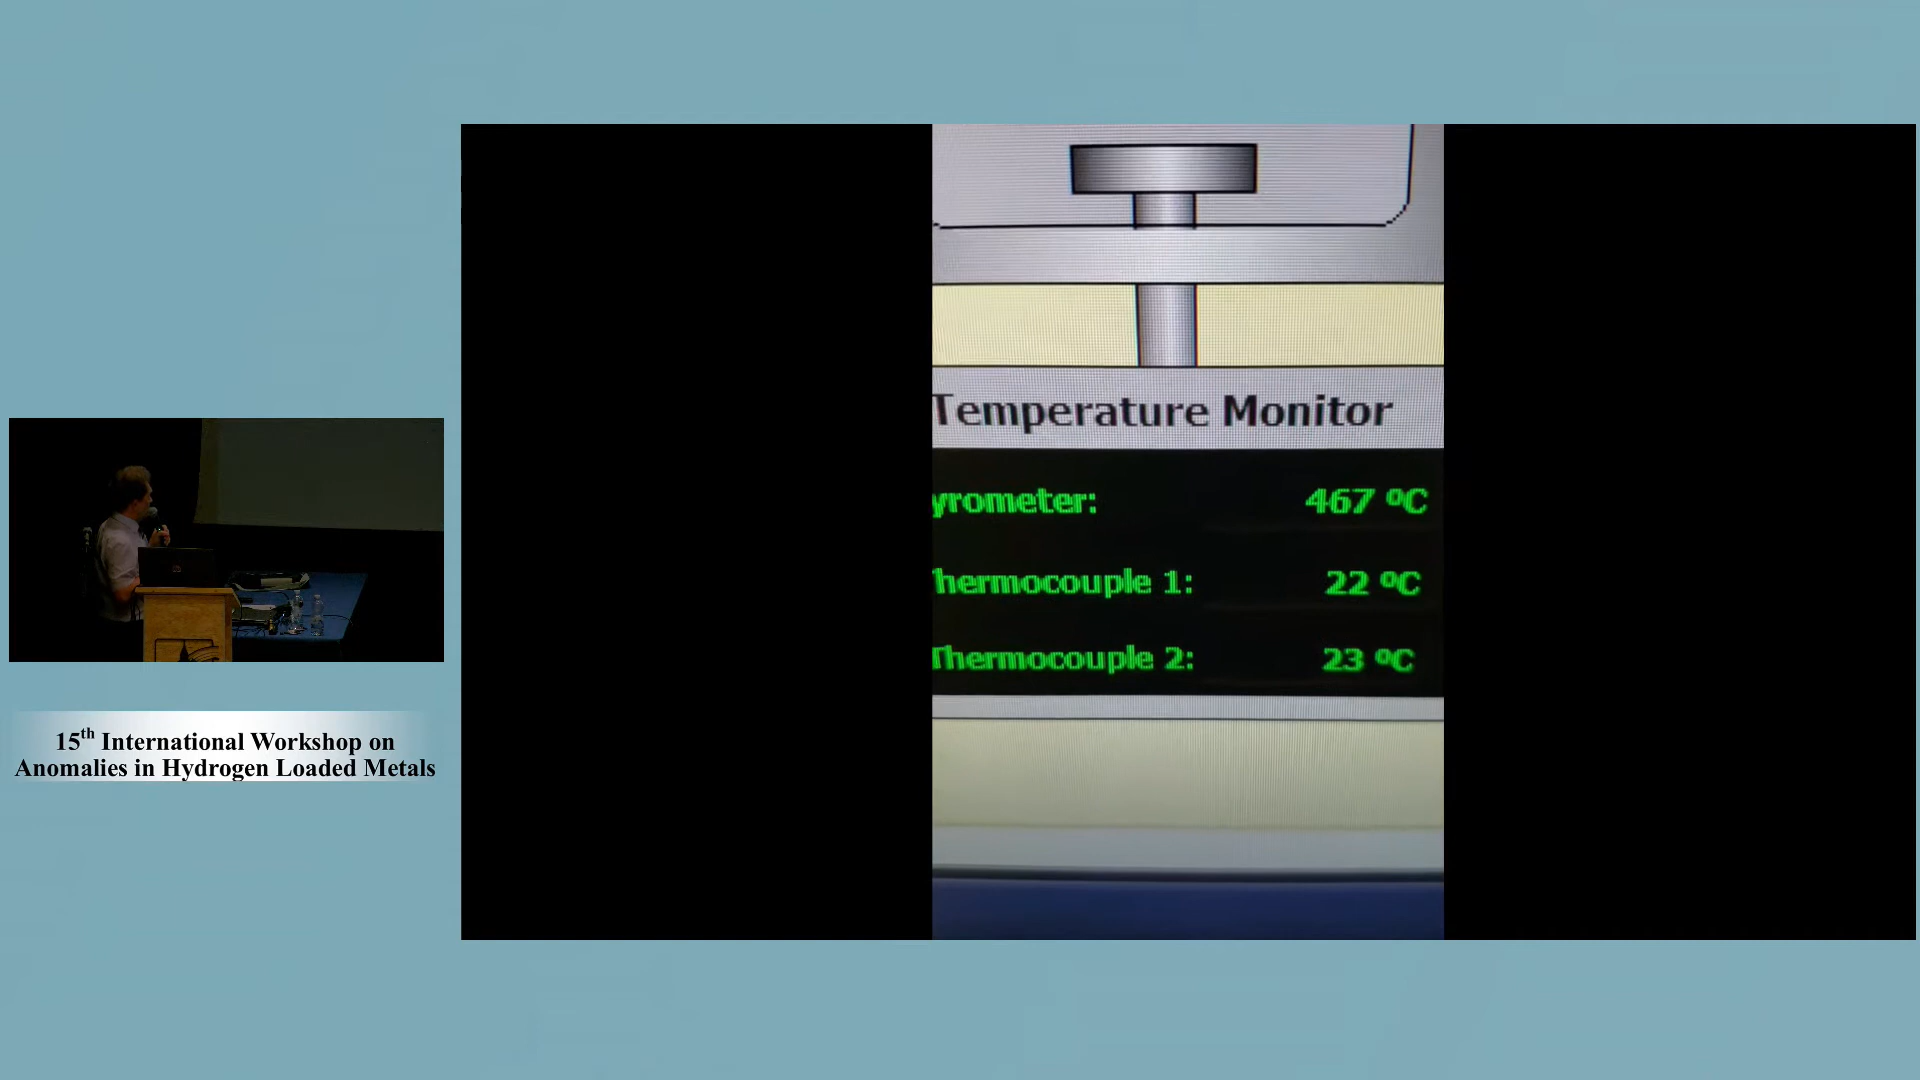 Temperature Monitor
yrometer: 467 ºC
hermocouple 1: 22 ºC
Thermocouple 2: 23 ºC
15th International Workshop on
Anomalies in Hydrogen Loaded Metals